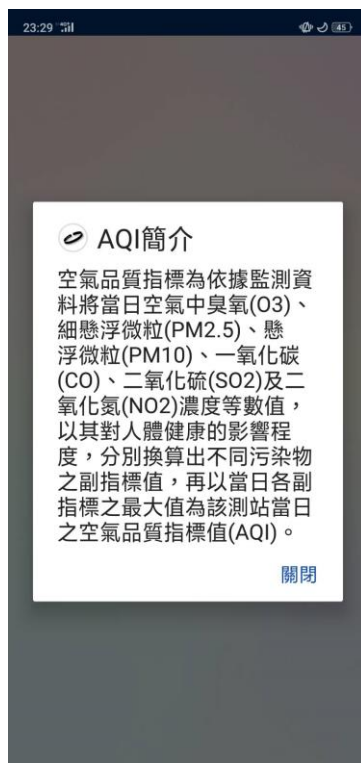 23:29
45
AQI簡介
空氣品質指標為依據監測資
料將當日空氣中臭氧(O3)、
細懸浮微粒(PM2.5)、懸
浮微粒(PM10)、一氧化碳
(CO)、二氧化硫(SO2)及二
氧化氮(NO2)濃度等數值，
以其對人體健康的影響程
度，分別換算出不同污染物
之副指標值，再以當日各副
指標之最大值為該測站當日
之空氣品質指標值(AQI)。
關閉